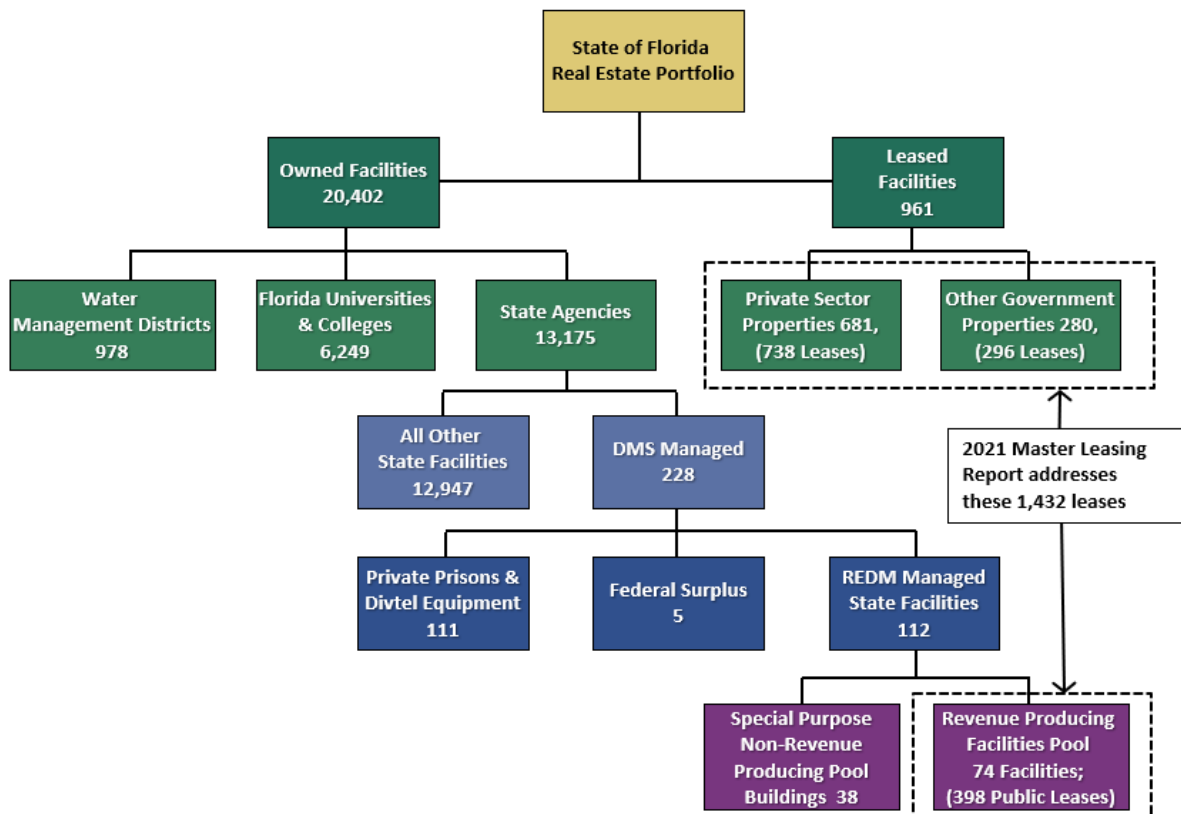 State of Florida
Real Estate Portfolio
Owned Facilities
20,402
Leased
Facilities
961
Water
Management Districts
978
Florida Universities
& Colleges
6,249
State Agencies
13,175
Private Sector
Properties 681,
(738 Leases)
Other Government
Properties 280,
(296 Leases)
All Other
State Facilities
12,947
DMS Managed
228
2021 Master Leasing
Report addresses
these 1,432 leases
Private Prisons &
Divtel Equipment
111
Federal Surplus
5
REDM Managed
State Facilities
112
Special Purpose
Non-Revenue
Producing Pool
Buildings 38
Revenue Producing
Facilities Pool
74 Facilities;
(398 Public Leases)